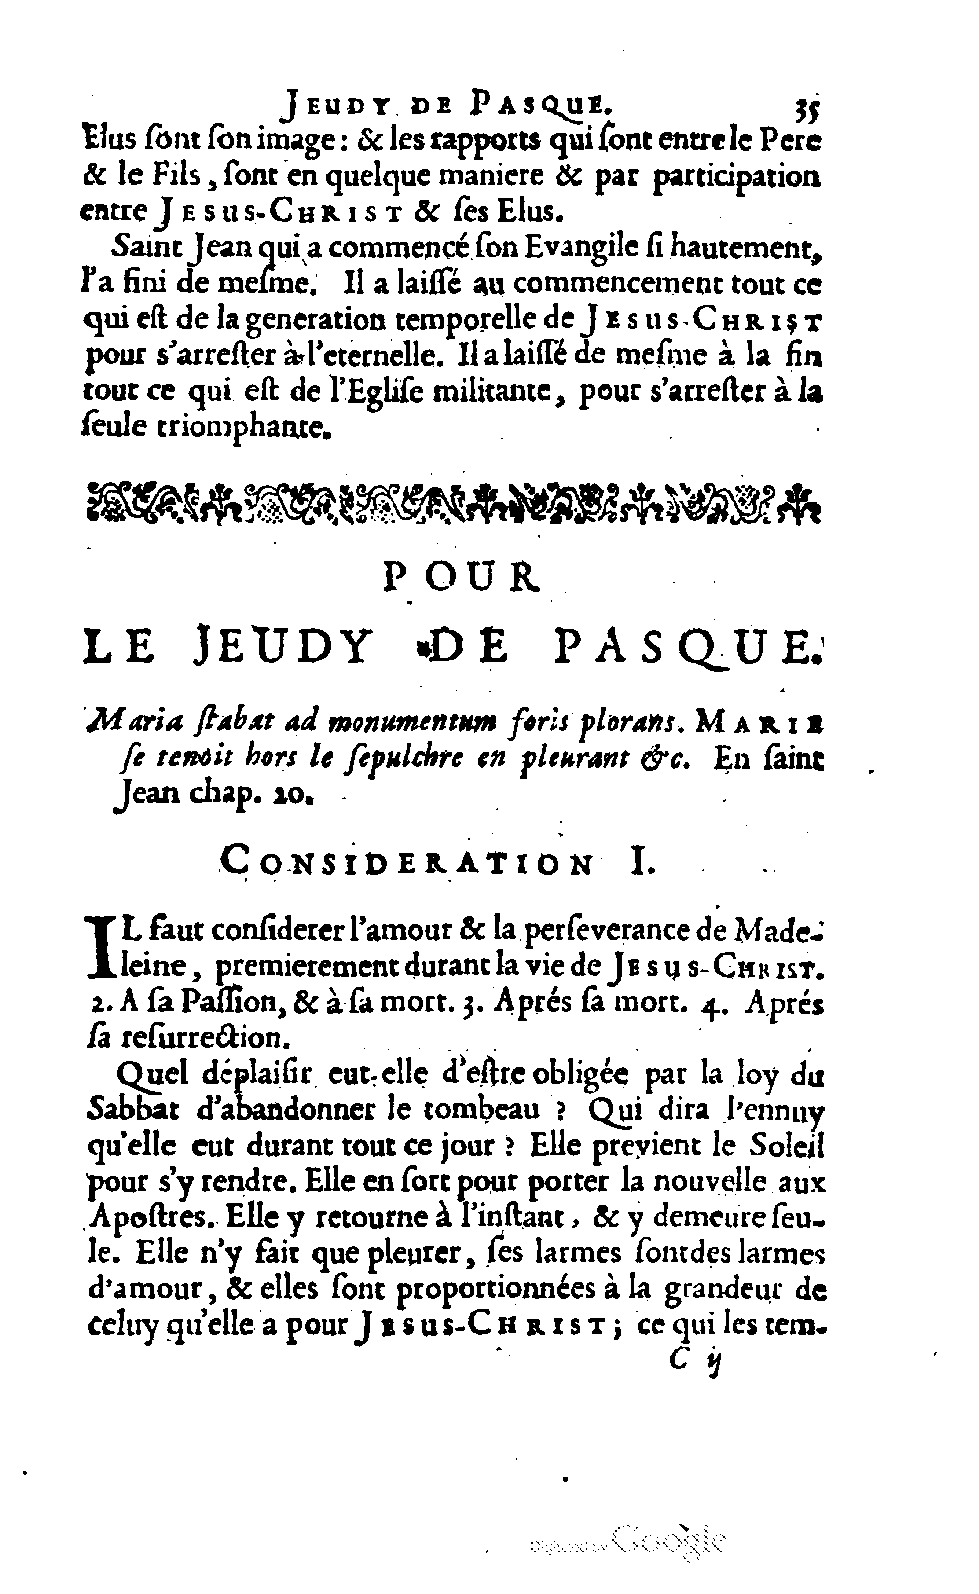 JEUDY DE PASQUE. 35
Elus ſont ſon image : & les rapports qui ſont entre le Pere
& le Fils, ſont en quelque maniere & par participation
entre JESUS-CHRIST & ſes Elus.
Saint Jean qui a commencé ſon Evangile ſi hautement,
l'a fini de meſme. Il a laiſſé au commencement tout ce
qui eſt de la generation temporelle de JESUS-CHRIST
pour s'arreſter à l'eternelle. Il a laiſſé de meſme à la fin
tout ce qui eſt de l'Egliſe militante, pour s'arreſter à la
ſeule triomphante.
POUR
LE JEUDY DE PASQUE.
Maria ſtabat ad monumentum foris plorans. MARIE
ſe tenoit hors le ſepulchre en pleurant &c. En ſaint
Jean chap. 20.
CONSIDERATION I.
IL faut conſiderer l'amour & la perſeverance de Made-
leine, premierement durant la vie de JESUS-CHRIST.
2. A ſa Paſſion, & à ſa mort. 3. Aprés ſa mort. 4. Aprés
ſa reſurrection.
Quel déplaiſir eut-elle d'eſtre obligée par la loy du
Sabbat d'abandonner le tombeau ? Qui dira l'ennuy
qu'elle eut durant tout ce jour ? Elle previent le Soleil
pour s'y rendre. Elle en ſort pour porter la nouvelle aux
Apoſtres. Elle y retourne à l'inſtant, & y demeure ſeu-
le. Elle n'y fait que pleurer, ſes larmes ſont des larmes
d'amour, & elles ſont proportionnées à la grandeur de
celuy qu'elle a pour JESUS-CHRIST ; ce qui les tem-
C ij
Digitized by Google